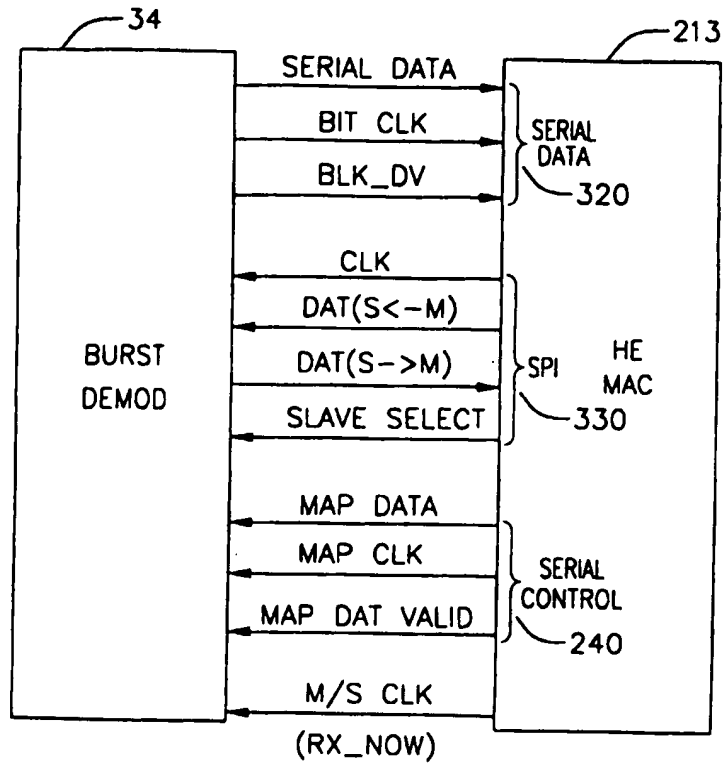 34
213
SERIAL DATA
BIT CLK
BLK_DV
SERIAL
DATA
320
CLK
DAT(S<-M)
DAT(S->M)
SLAVE SELECT
SPI
330
BURST
DEMOD
HE
MAC
MAP DATA
MAP CLK
MAP DAT VALID
SERIAL
CONTROL
240
M/S CLK
(RX_NOW)